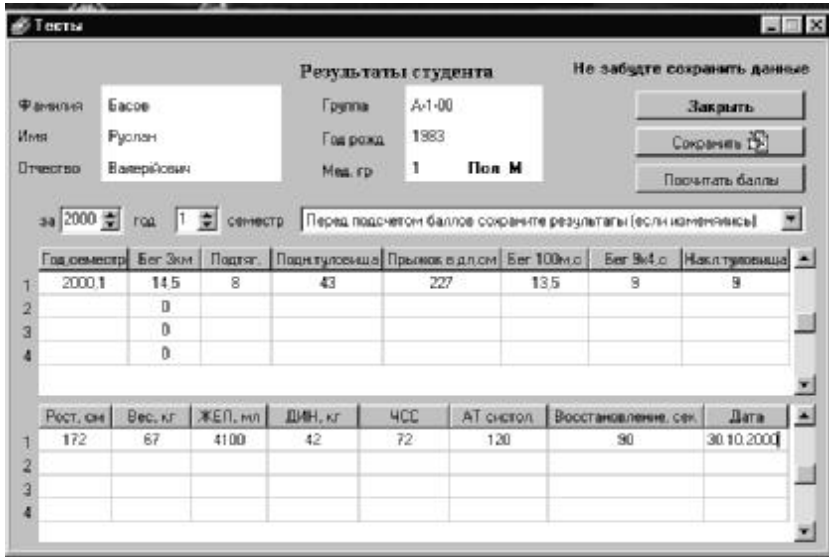 Тесты
Результаты студента
Не забудте сохранить данные
Фамилия Басов Группа А-1-00 Закрыть
Имя Руслан Год рожд. 1983 Сохранить
Отчество Валерійович Мед. гр 1 Пол М Посчитать баллы
за 2000 год 1 семестр Перед подсчетом баллов сохраните результаты (если изменялись)
Год,семестр Бег 3км Подтяг. Подн.туловища Прыжок в дл,см Бег 100м,с Бег 9х4,с Накл.туловища
1 2000,1 14,5 8 43 227 13,5 9 9
2 0
3 0
4 0
Рост, см Вес, кг ЖЕЛ, мл ДИН, кг ЧСС АТ систол. Восстановление, сек. Дата
1 172 67 4100 42 72 120 90 30.10.2000
2
3
4